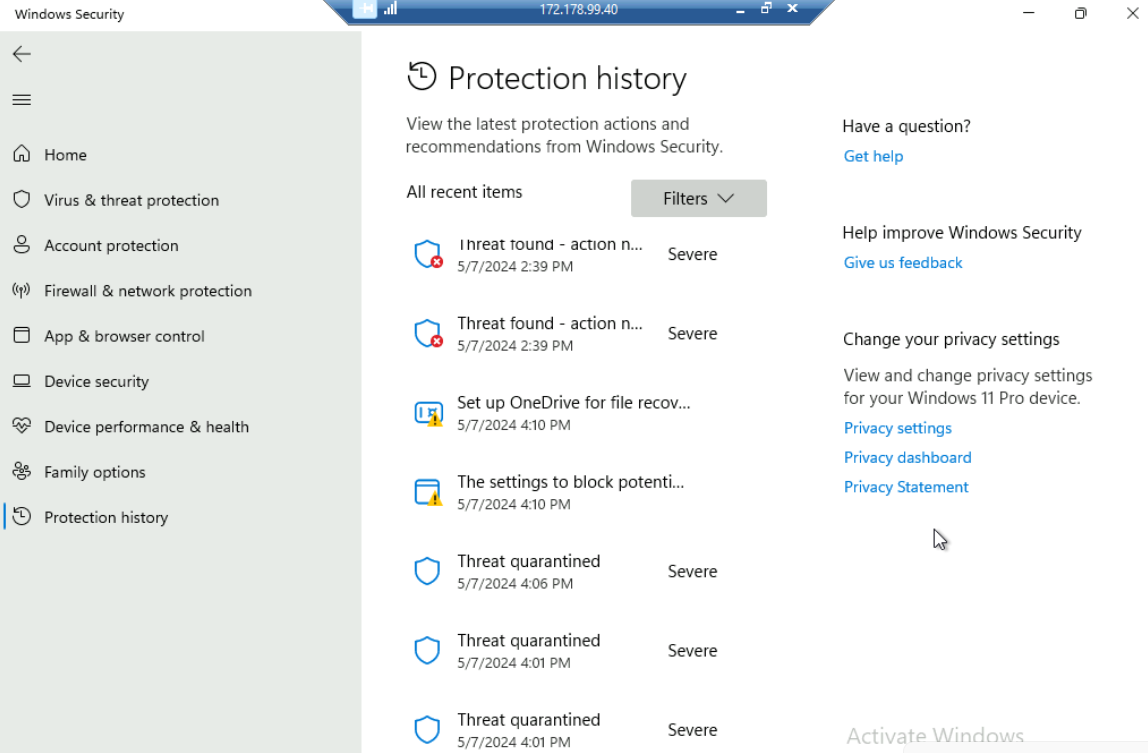 Windows Security
172.178.99.40
Home
Virus & threat protection
Account protection
Firewall & network protection
App & browser control
Device security
Device performance & health
Family options
Protection history
Protection history
View the latest protection actions and
recommendations from Windows Security.
All recent items
Filters
Threat found - action n...
Severe
5/7/2024 2:39 PM
Threat found - action n...
Severe
5/7/2024 2:39 PM
Set up OneDrive for file recov...
5/7/2024 4:10 PM
The settings to block potenti...
5/7/2024 4:10 PM
Threat quarantined
Severe
5/7/2024 4:06 PM
Threat quarantined
Severe
5/7/2024 4:01 PM
Threat quarantined
Severe
5/7/2024 4:01 PM
Have a question?
Get help
Help improve Windows Security
Give us feedback
Change your privacy settings
View and change privacy settings
for your Windows 11 Pro device.
Privacy settings
Privacy dashboard
Privacy Statement
Activate Windows